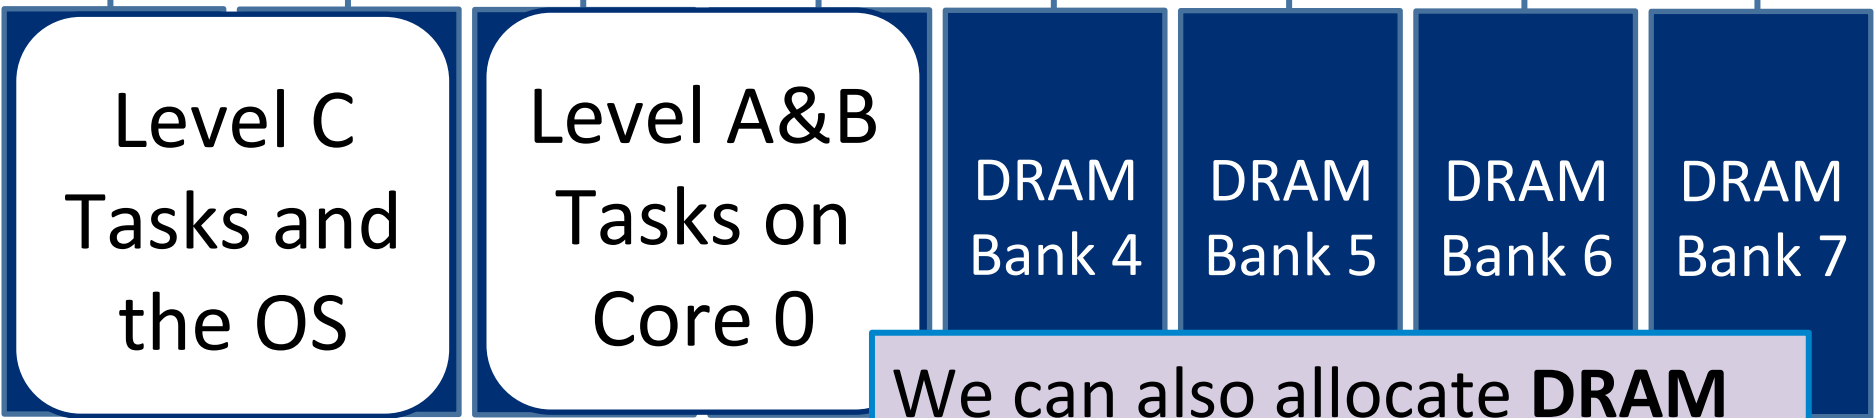 Level C
Tasks and
the OS
Level A&B
Tasks on
Core 0
DRAM
Bank 4
DRAM
Bank 5
DRAM
Bank 6
DRAM
Bank 7
We can also allocate DRAM